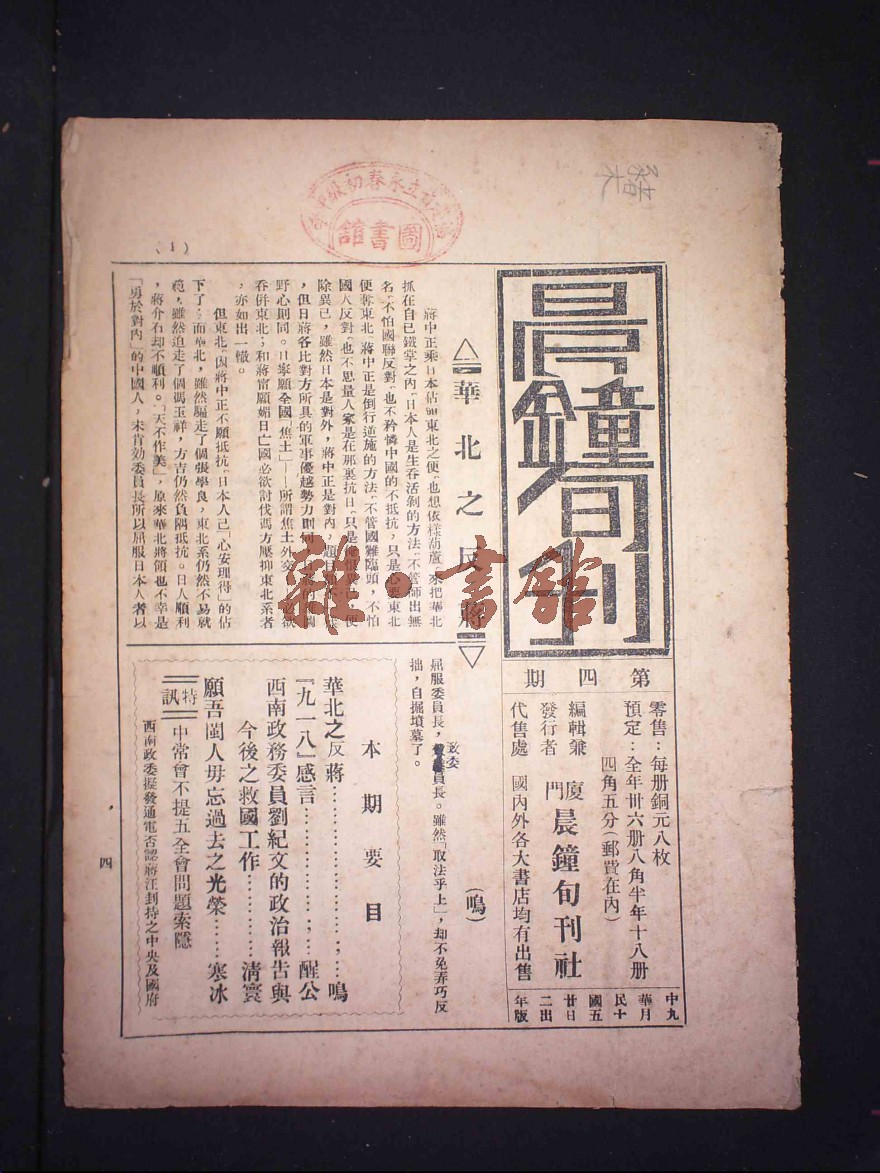 豬木
圖書館
（1）
晨鐘旬刊
第四期
零售：每册銅元八枚
預定：全年卅六册八角半年十八册
四角五分（郵費在內）
編輯兼
發行者
廈門晨鐘旬刊社
代售處 國內外各大書店均有出售
中華民國廿二年
九月十五日出版
華北之反蔣
蔣中正乘日本佔領東北之便，也想依樣葫蘆，來把華北
抓在自己鐵掌之內，日本人是生吞活剝的方法，不管師出無
名，不怕國聯反對，也不矜憐中國的不抵抗，只是心要東北
便奪東北，蔣中正是倒行逆施的方法，不管國難臨頭，不怕
國人反對，也不思量人家是在那裏抗日，只是
除異己，雖然日本是對外，蔣中正是對內，題目
，但日蔣各比對方所具的軍事優越勢力則同，
野心則同。日寧願全國「焦土」——所謂焦土外交 必欲
吞併東北；和蔣甯願媚日亡國必欲討伐馮方壓抑東北系者
，亦如出一轍。
但東北，因蔣中正不願抵抗，日本人已「心安理得」的佔
下了：而華北，雖然騙走了個張學良，東北系仍然不易就
範，雖然迫走了個馮玉祥，方吉仍然負隅抵抗。日人順利
，蔣介石却不順利。「天不作美」，原來華北將領也不幸是
「勇於對內」的中國人，未肯効委員長所以屈服日本人者以
屈服委員長，政委員長。雖然「取法乎上」，却不免弄巧反
拙，自掘墳墓了。
（鳴）
本期要目
華北之反蔣……………………鳴
『九一八』感言……………………醒公
西南政務委員劉紀文的政治報告與
今後之救國工作…………清寰
願吾閩人毋忘過去之光榮……寒冰
特訊
中常會不提五全會問題索隱
西南政委擬發通電否認蔣汪封持之中央及國府
四
雜·書館